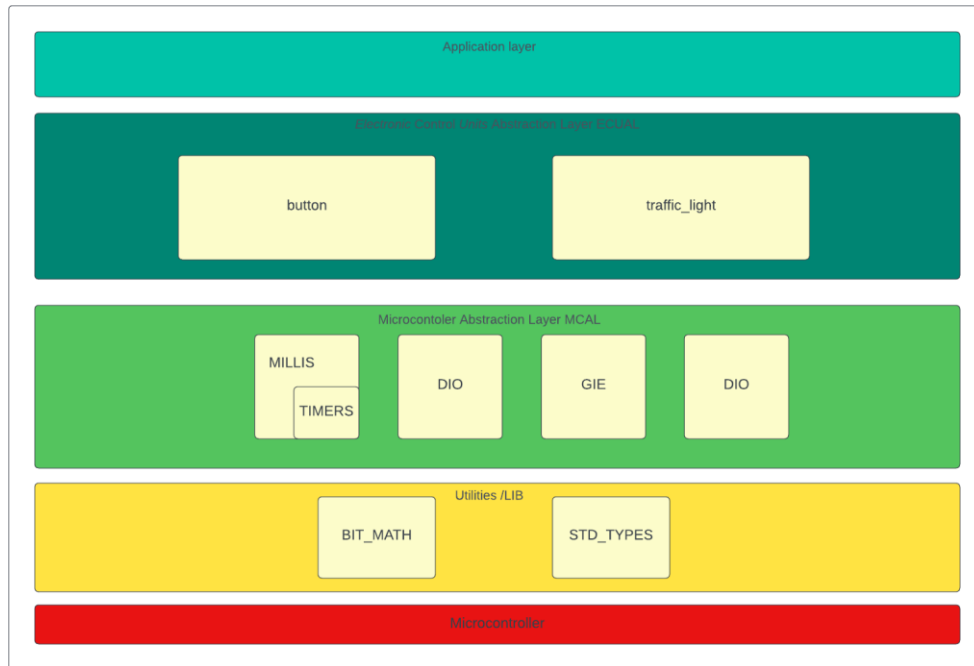 Application layer
Electronic Control Units Abstraction Layer ECUAL
button
traffic_light
Microcontoler Abstraction Layer MCAL
MILLIS
TIMERS
DIO
GIE
DIO
Utilities /LIB
BIT_MATH
STD_TYPES
Microcontroller